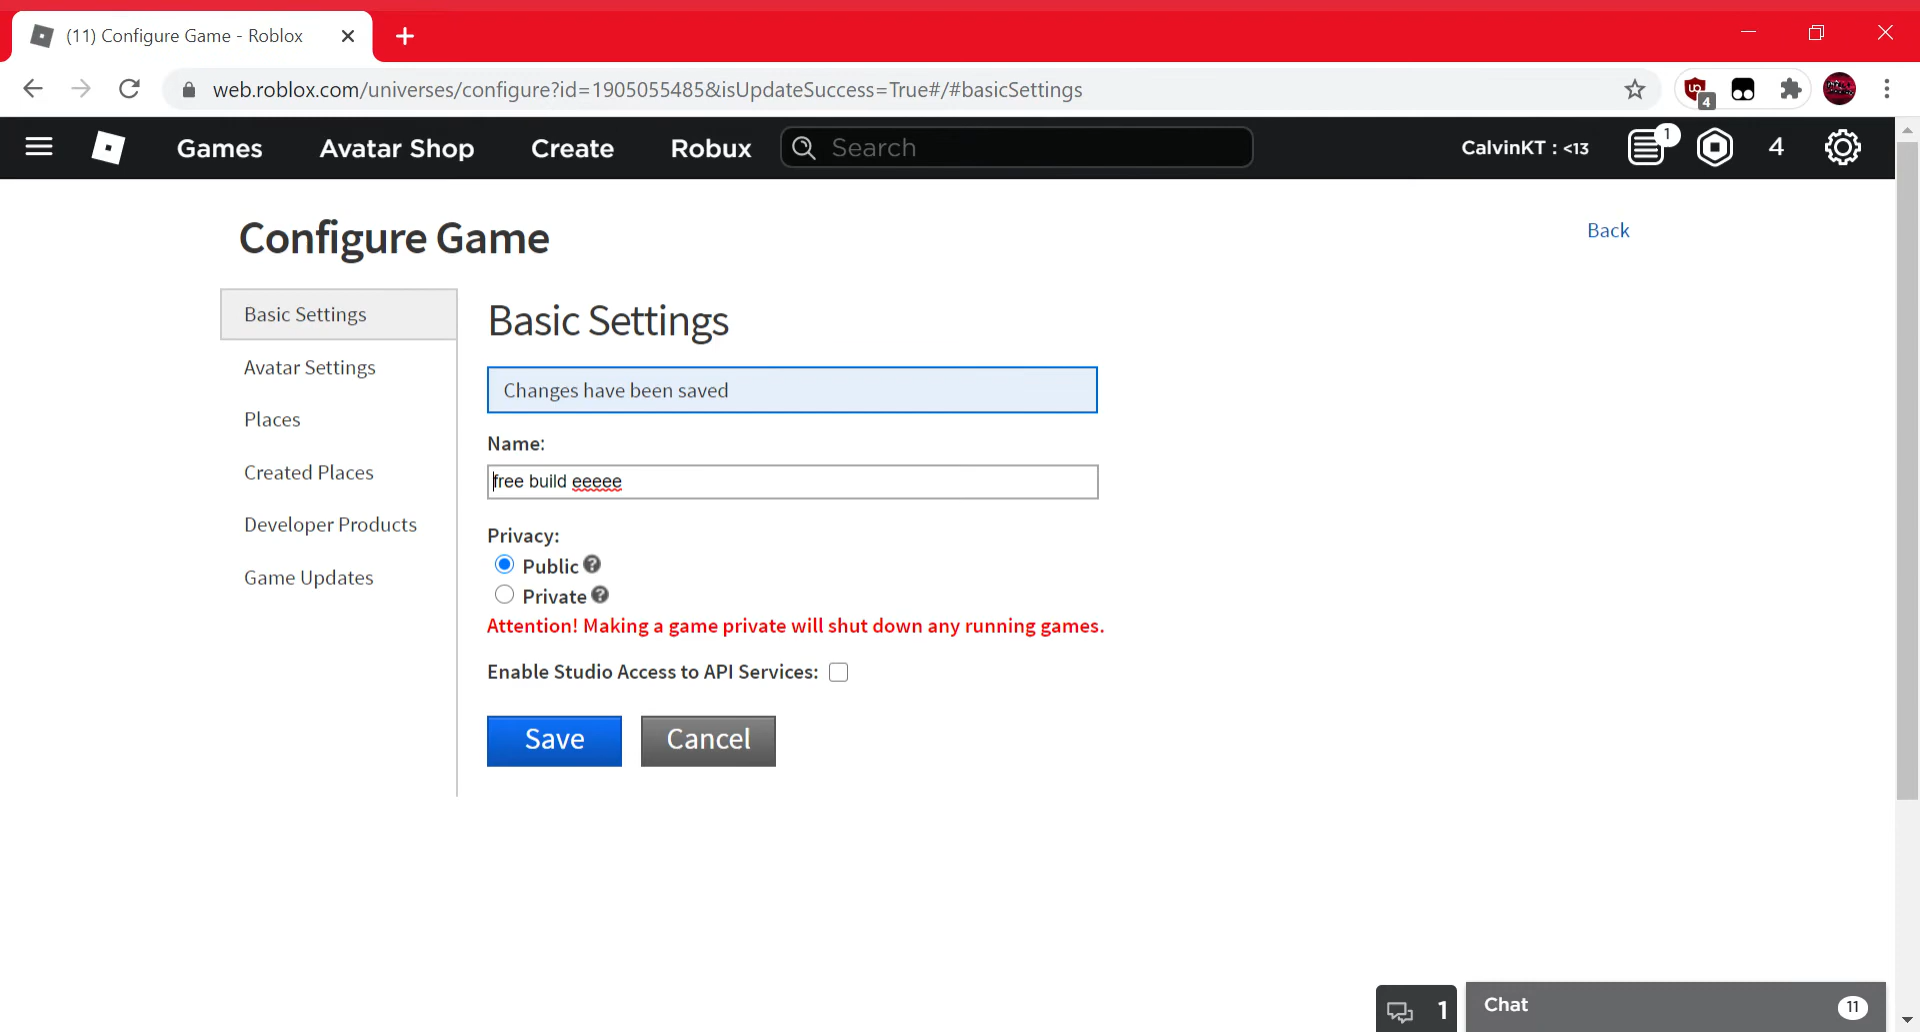 (11) Configure Game - Roblox
web.roblox.com/universes/configure?id=1905055485&isUpdateSuccess=True#/#basicSettings
4
Games Avatar Shop Create Robux Search CalvinKT : <13 1 4
Configure Game
Back
Basic Settings
Avatar Settings
Places
Created Places
Developer Products
Game Updates
Basic Settings
Changes have been saved
Name:
free build eeeee
Privacy:
Public ?
Private ?
Attention! Making a game private will shut down any running games.
Enable Studio Access to API Services:
Save Cancel
1 Chat 11